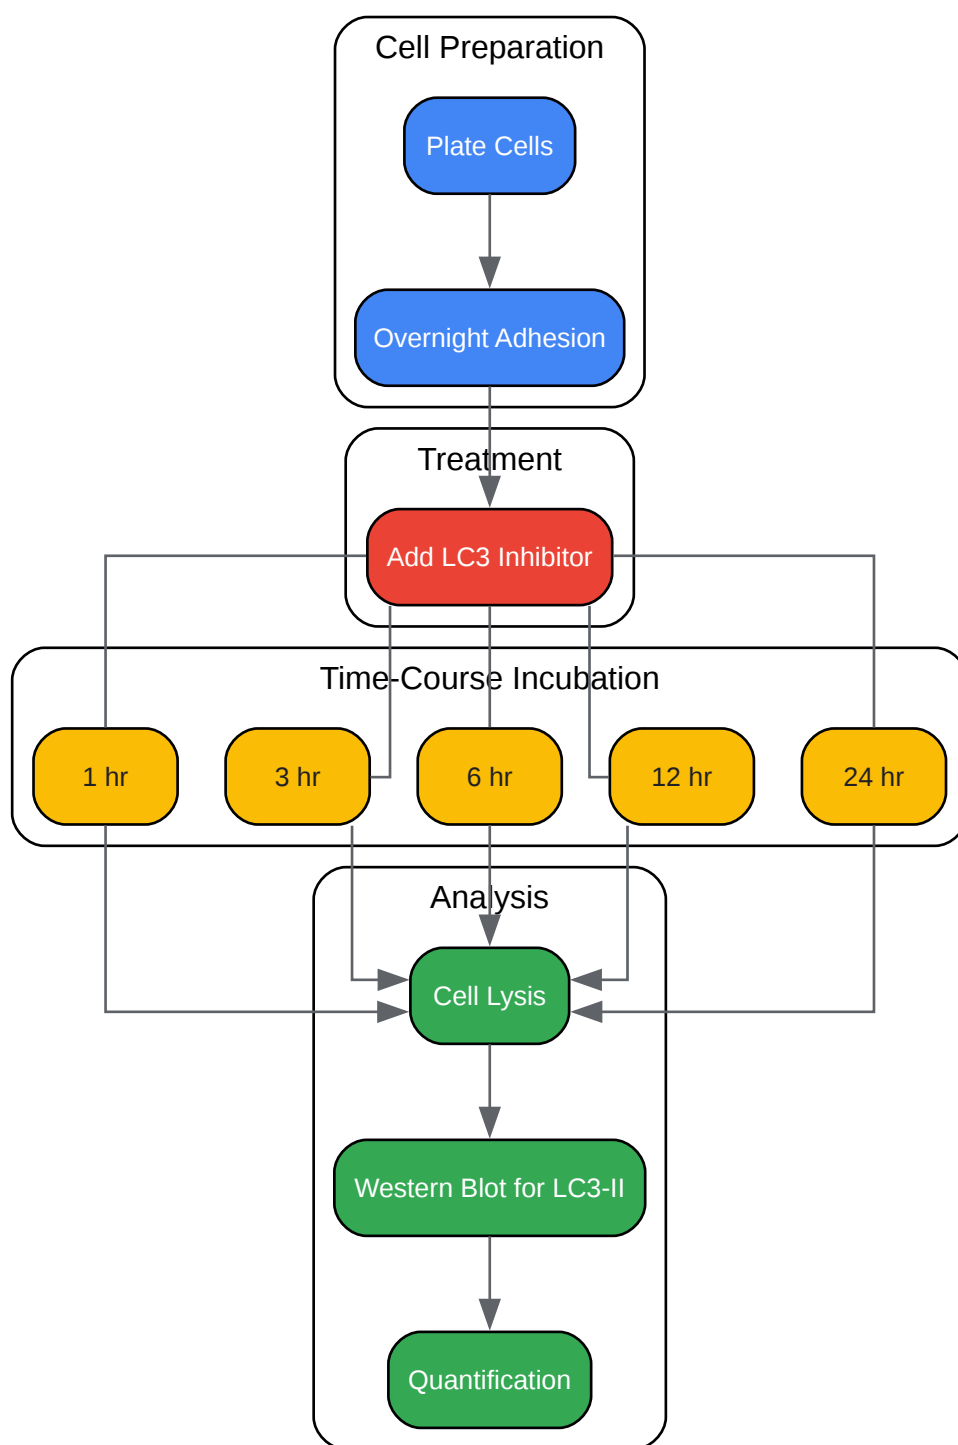 Cell Preparation
Plate Cells
Overnight Adhesion
Treatment
Add LC3 Inhibitor
Time-Course Incubation
1 hr
3 hr
6 hr
12 hr
24 hr
Analysis
Cell Lysis
Western Blot for LC3-II
Quantification